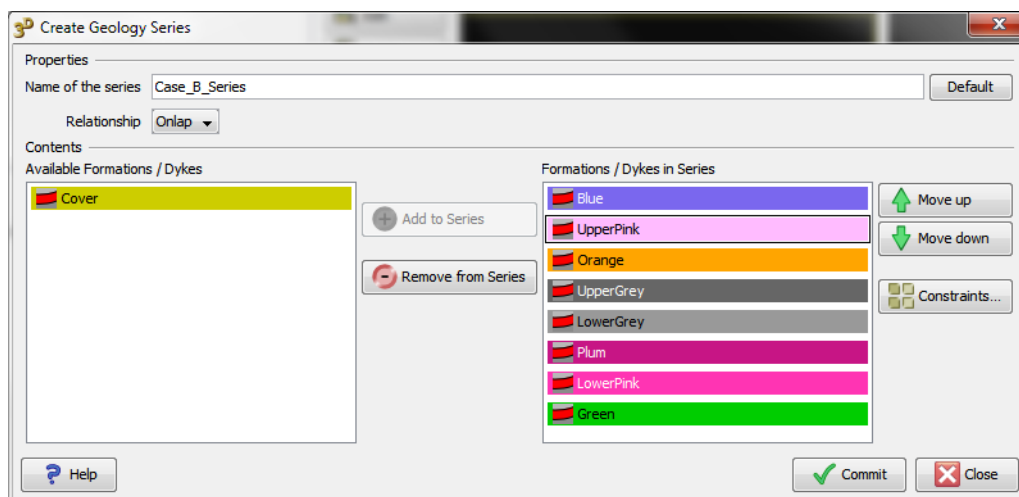 3D Create Geology Series
Properties
Name of the series Case_B_Series Default
Relationship Onlap
Contents
Available Formations / Dykes
Cover
Add to Series
Remove from Series
Formations / Dykes in Series
Blue
UpperPink
Orange
UpperGrey
LowerGrey
Plum
LowerPink
Green
Move up
Move down
Constraints...
? Help
Commit
Close